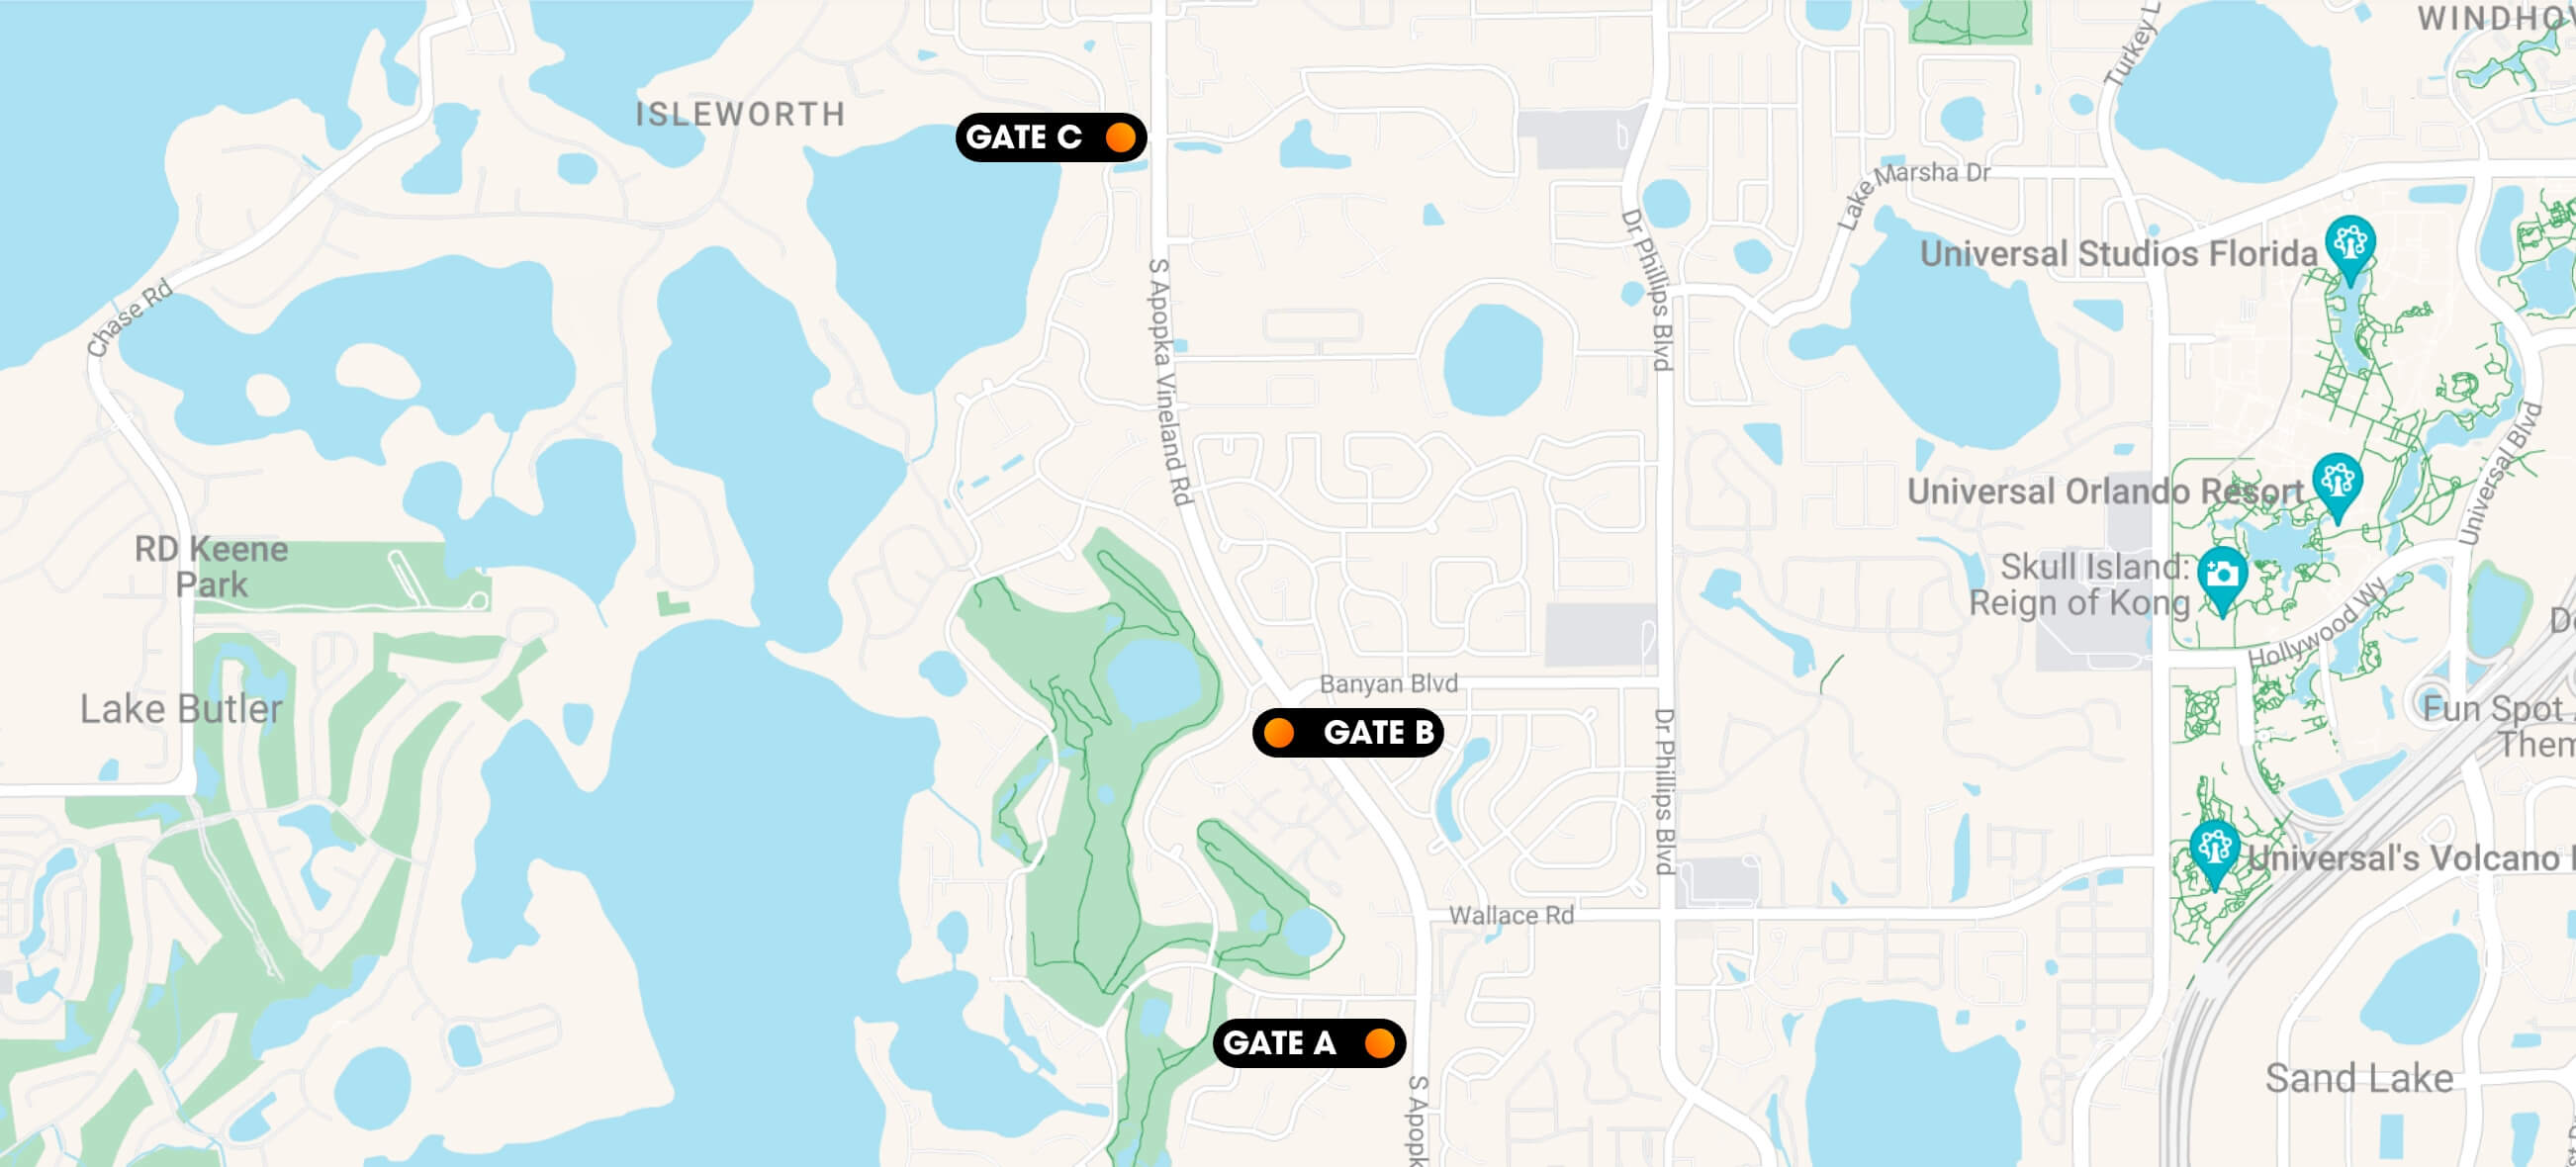 WINDHOV
Turkey L
ISLEWORTH
GATE C
Lake Marsha Dr
Universal Studios Florida
Dr Phillips Blvd
S Apopka Vineland Rd
Chase Rd
Universal Blvd
Universal Orlando Resort
RD Keene
Park
Skull Island:
Reign of Kong
Hollywood Wy
Banyan Blvd
Lake Butler
Fun Spot
Them
GATE B
Dr Phillips Blvd
Universal's Volcano
Wallace Rd
GATE A
Sand Lake
S Apopk